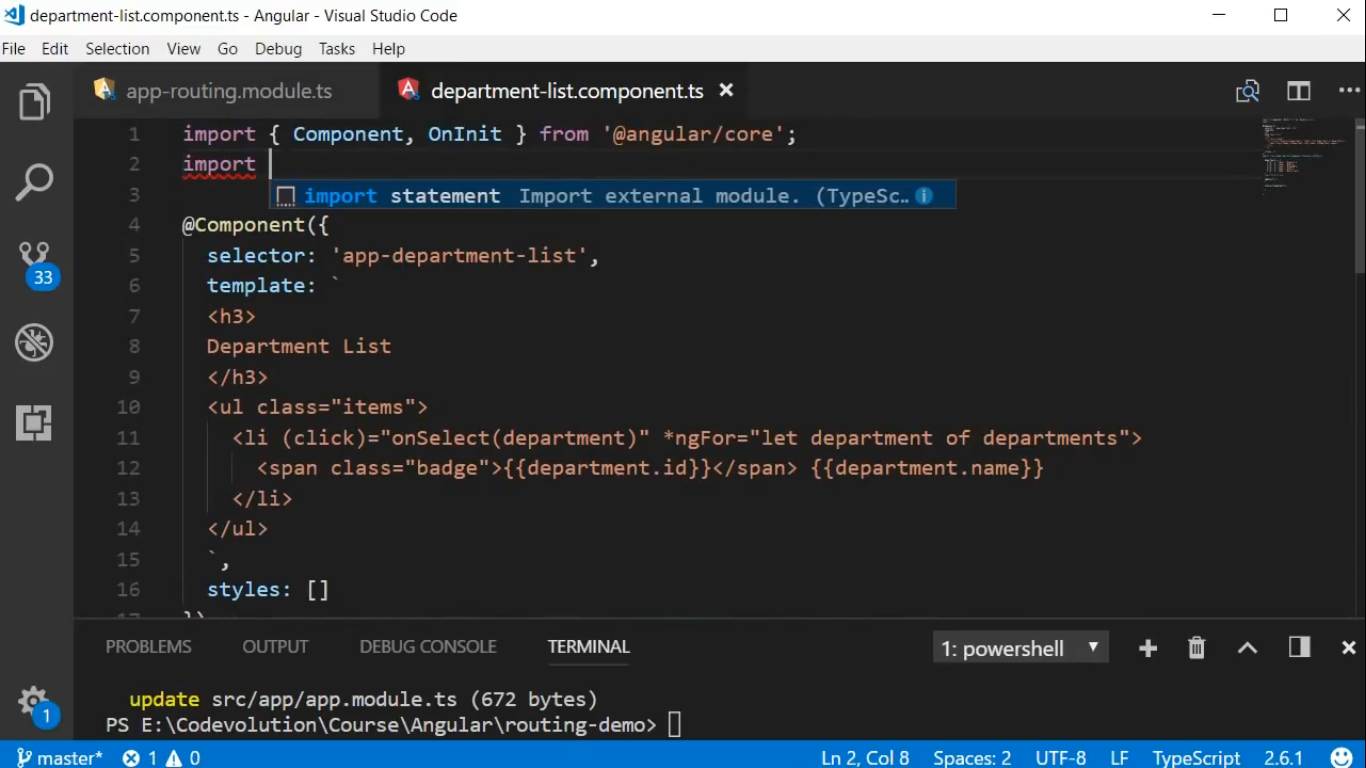 department-list.component.ts - Angular - Visual Studio Code
File Edit Selection View Go Debug Tasks Help
app-routing.module.ts department-list.component.ts
1 import { Component, OnInit } from '@angular/core';
2 import
3 import statement Import external module. (TypeSc…
4 @Component({
5 selector: 'app-department-list',
6 template: `
7 <h3>
8 Department List
9 </h3>
10 <ul class="items">
11 <li (click)="onSelect(department)" *ngFor="let department of departments">
12 <span class="badge">{{department.id}}</span> {{department.name}}
13 </li>
14 </ul>
15 `,
16 styles: []
17 })
33
PROBLEMS OUTPUT DEBUG CONSOLE TERMINAL 1: powershell
update src/app/app.module.ts (672 bytes)
PS E:\Codevolution\Course\Angular\routing-demo>
1
master* 1 0 Ln 2, Col 8 Spaces: 2 UTF-8 LF TypeScript 2.6.1